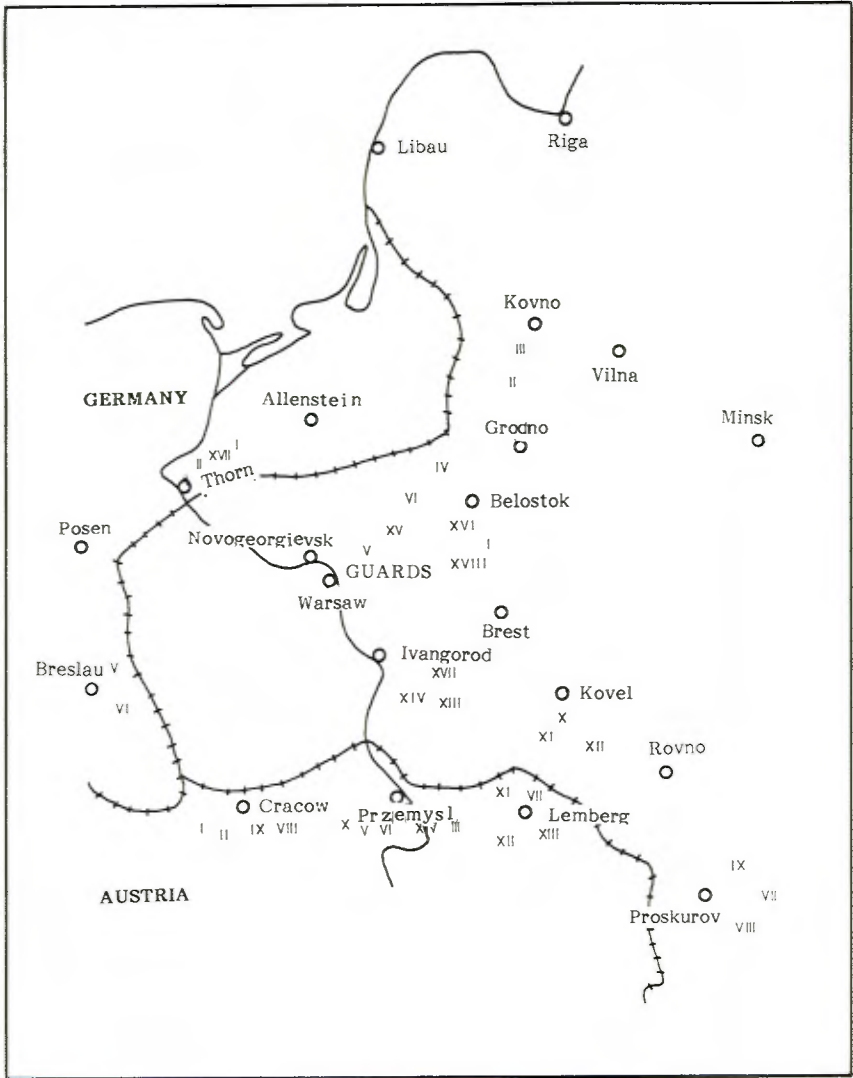 Libau
Riga
Kovno
III
Vilna
II
GERMANY
Allenstein
Minsk
Grodno
II XVII I
Thorn
IV
VI
Belostok
Posen
XV
XVI
Novogeorgievsk
V
I
GUARDS
XVIII
Warsaw
Brest
Ivangorod
Breslau V
XVII
VI
XIV
XIII
Kovel
X
XI
XII
Rovno
Cracow
Przemysl
XI
VII
Lemberg
I II IX VIII
X V VI
III
XII
XIII
AUSTRIA
IX
VII
Proskurov
VIII